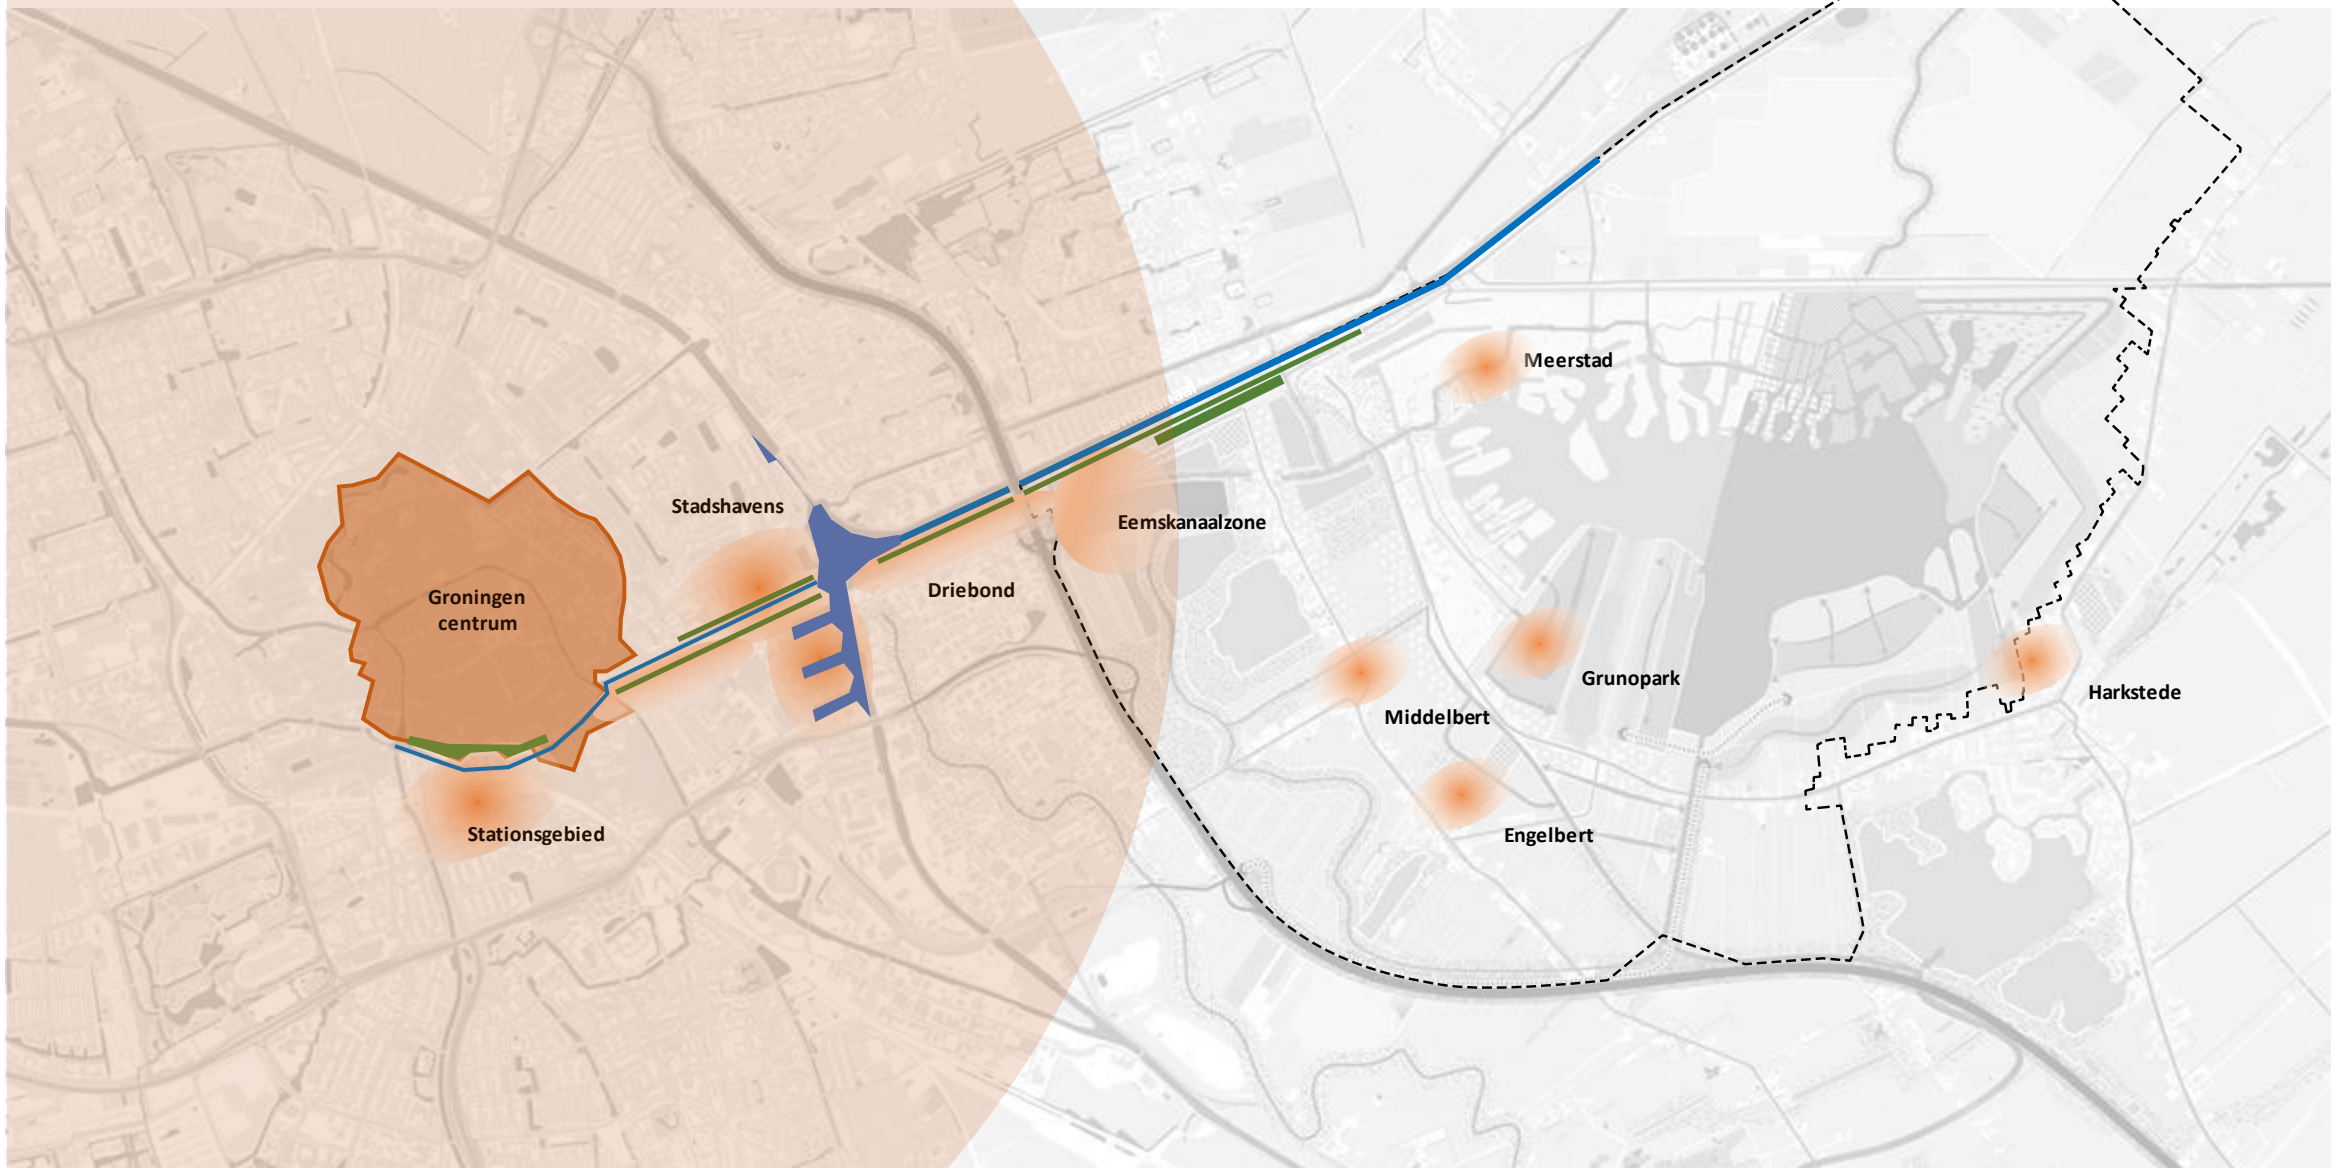 Meerstad
Stadshavens
Eemskanaalzone
Driebond
Groningen
centrum
Grunopark
Harkstede
Middelbert
Stationsgebied
Engelbert